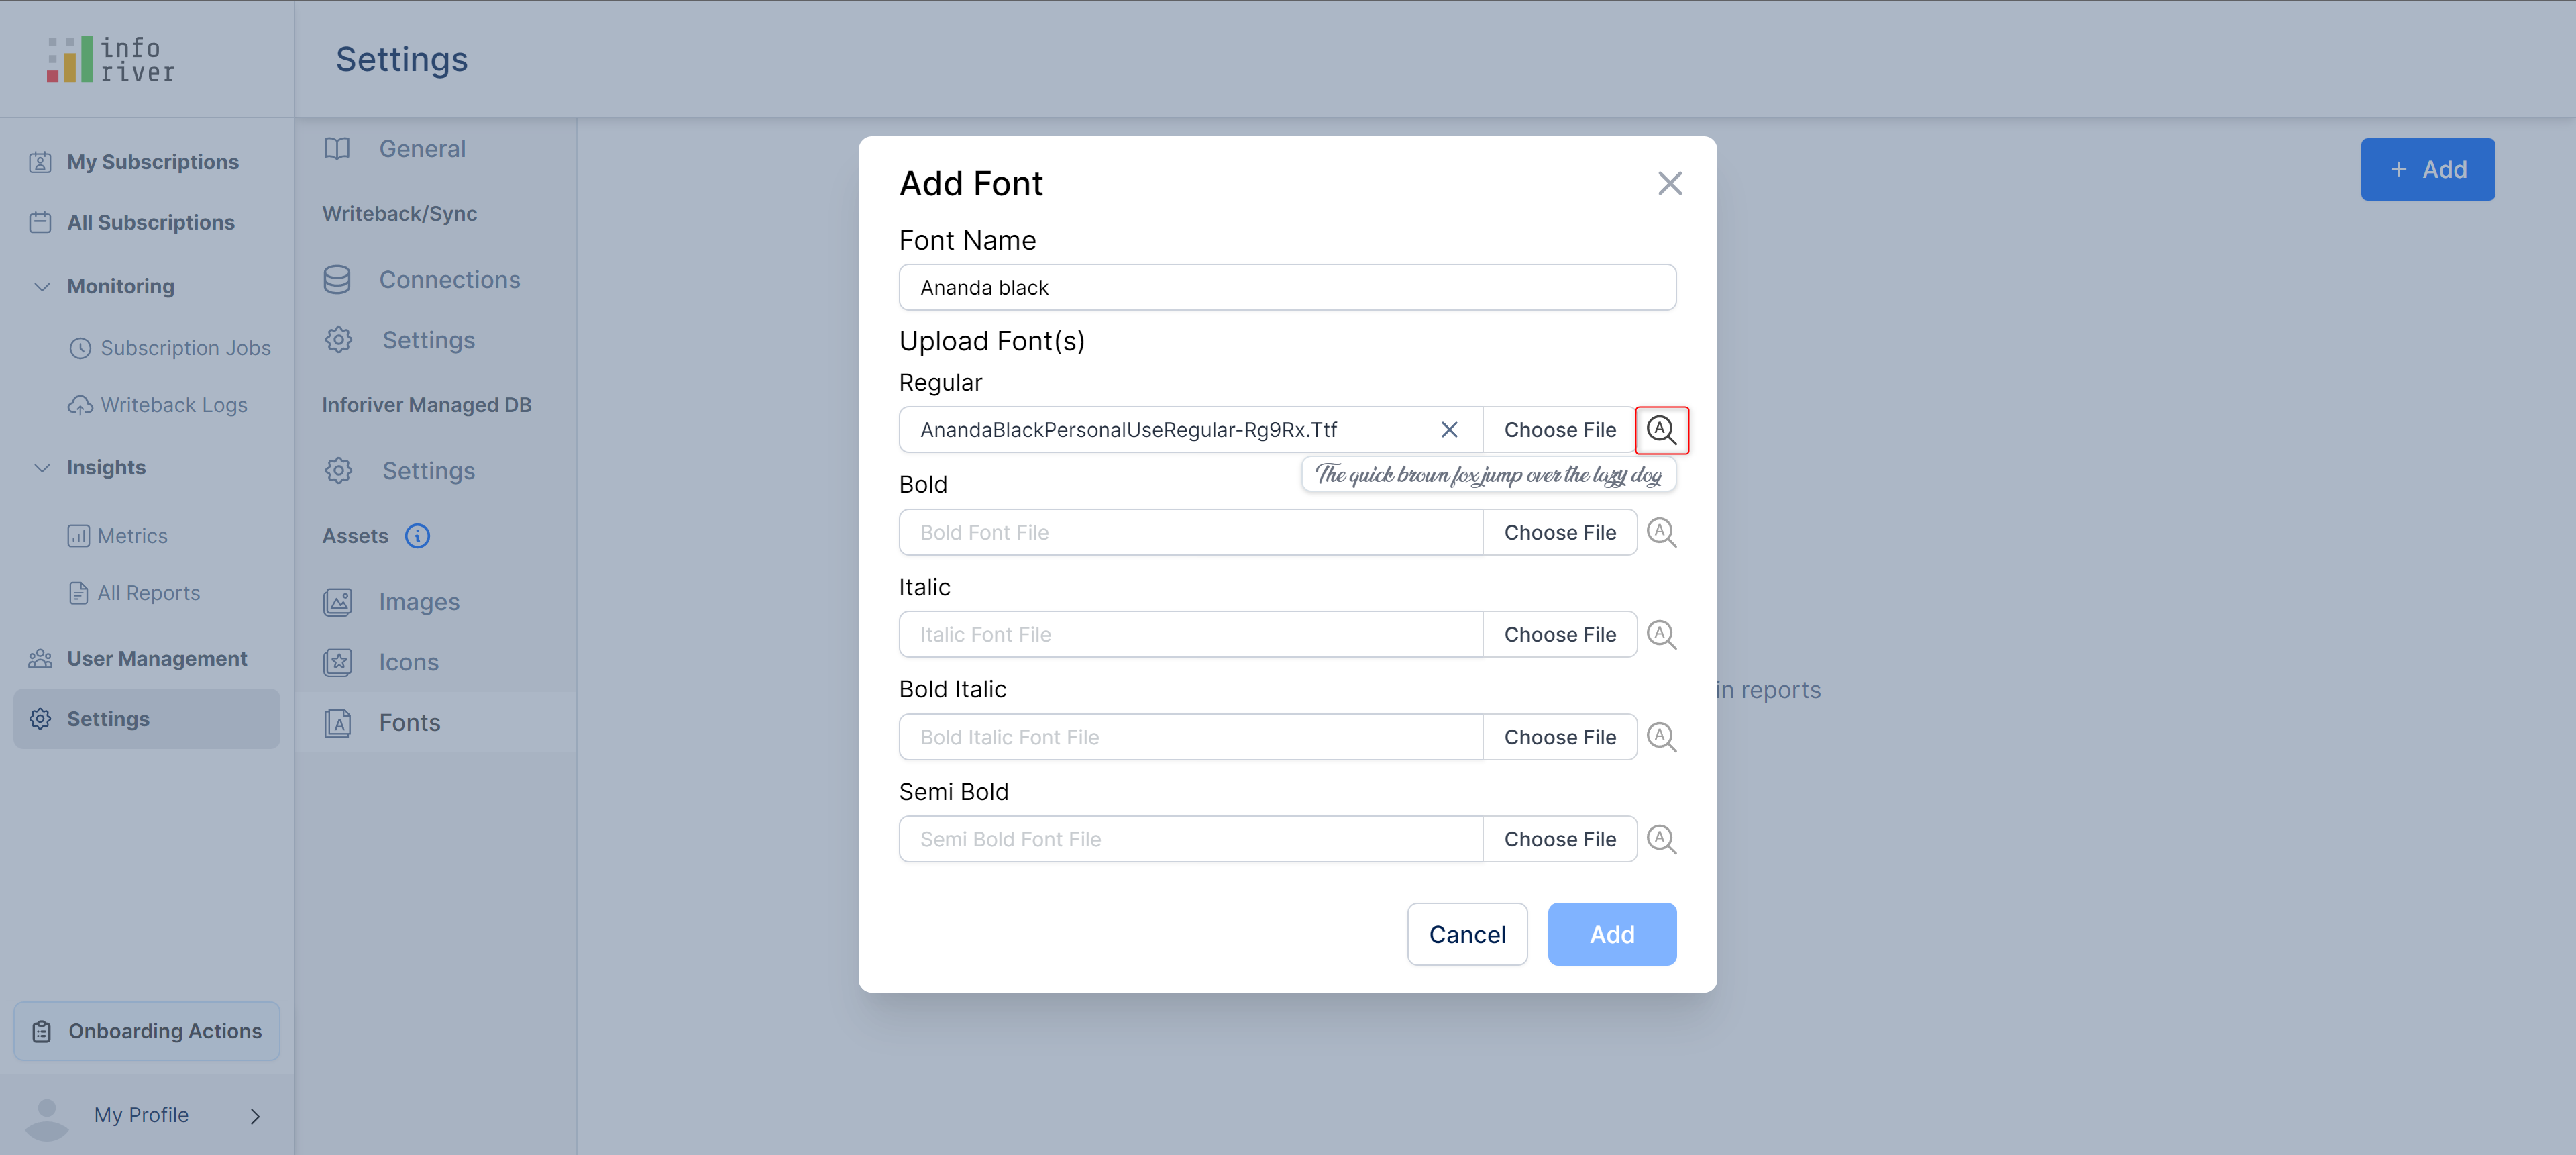 info
river
Settings
My Subscriptions
All Subscriptions
Monitoring
Subscription Jobs
Writeback Logs
Insights
Metrics
All Reports
User Management
Settings
Onboarding Actions
My Profile
General
Writeback/Sync
Connections
Settings
Inforiver Managed DB
Settings
Assets
Images
Icons
Fonts
+ Add
in reports
Add Font
Font Name
Ananda black
Upload Font(s)
Regular
AnandaBlackPersonalUseRegular-Rg9Rx.Ttf
Choose File
The quick brown fox jump over the lazy dog
Bold
Bold Font File
Choose File
Italic
Italic Font File
Choose File
Bold Italic
Bold Italic Font File
Choose File
Semi Bold
Semi Bold Font File
Choose File
Cancel
Add